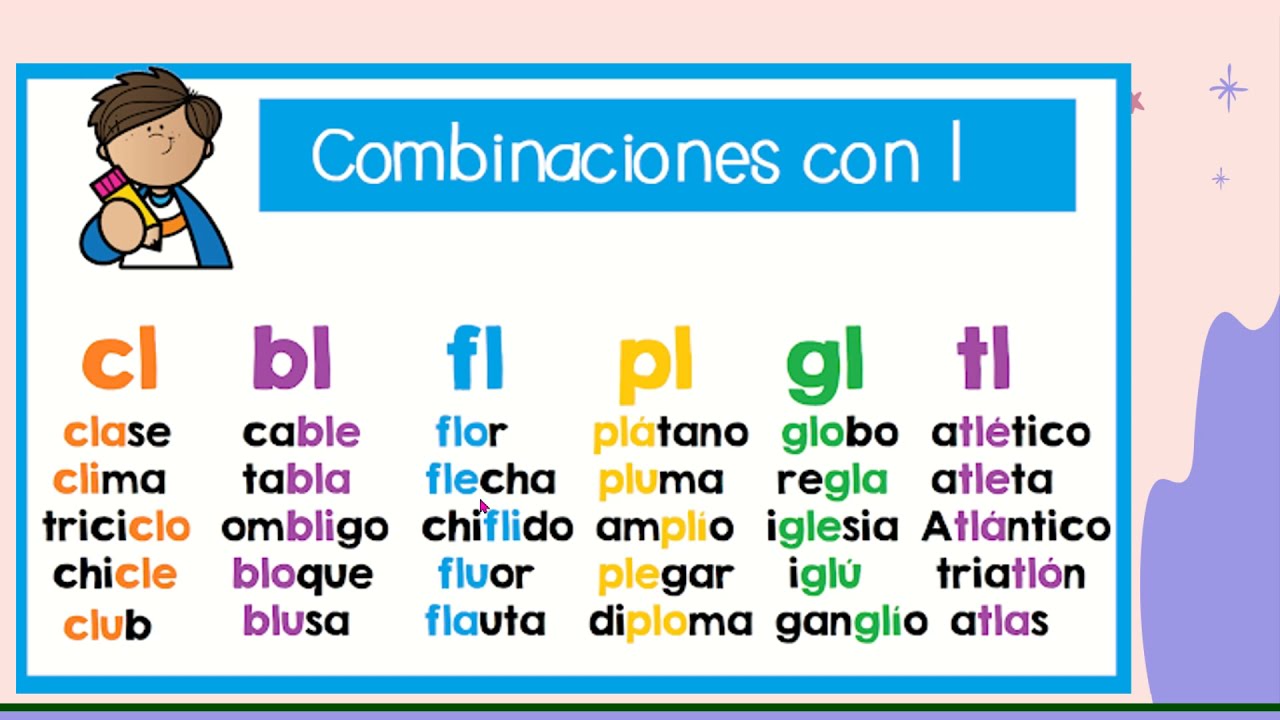 Combinaciones con l
cl bl fl pl gl tl
clase cable flor plátano globo atlético
clima tabla flecha pluma regla atleta
triciclo ombligo chiflido amplío iglesia Atlántico
chicle bloque fluor plegar iglú triatlón
club blusa flauta diploma ganglío atlas